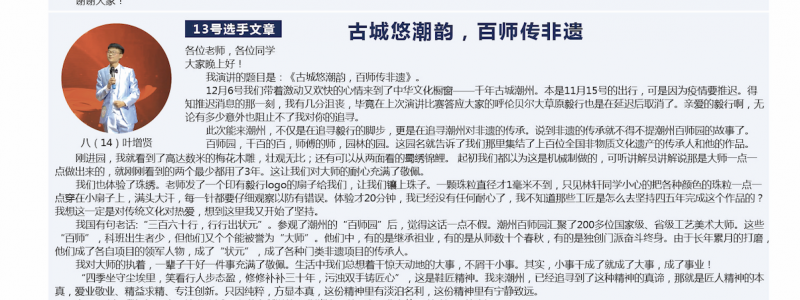 谢谢大家！
13号选手文章
古城悠潮韵，百师传非遗
八（14）叶增贤
各位老师，各位同学
大家晚上好！
我演讲的题目是：《古城悠潮韵，百师传非遗》。
12月6号我们带着激动又欢快的心情来到了中华文化橱窗——千年古城潮州。本是11月15号的出行，可是因为疫情要推迟。得
知推迟消息的那一刻，我有几分沮丧，毕竟在上次演讲比赛答应大家的呼伦贝尔大草原毅行也是在延迟后取消了。亲爱的毅行啊，无
论有多少意外也阻止不了我对你的追寻。
此次能来潮州，不仅是在追寻毅行的脚步，更是在追寻潮州对非遗的传承。说到非遗的传承就不得不提潮州百师园的故事了。
百师园，千百的百，师傅的师，园林的园。这园名就告诉了我们那里集结了上百位全国非物质文化遗产的传承人和他的作品。
刚进园，我就看到了高达数米的梅花木雕，壮观无比；还有可以从两面看的蜀绣锦鲤。 起初我们都以为这是机械制做的，可听讲解员讲解说那是大师一点一
点做出来的，就刚刚看到的两个最少都用了3年。这让我们对大师的耐心充满了敬佩。
我们也体验了珠绣。老师发了一个印有毅行logo的扇子给我们，让我们镶上珠子。一颗珠粒直径才1毫米不到，只见林轩同学小心的把各种颜色的珠粒一点一
点穿在小扇子上，满头大汗，每一针都要仔细观察以防有错误。体验才20分钟，我已经没有任何耐心了，我不知道那些工匠是怎么去坚持四五年完成这个作品的？
我想这一定是对传统文化对热爱，想到这里我又开始了坚持。
我国有句老话：“三百六十行，行行出状元”。参观了潮州的“百师园”后，觉得这话一点不假。潮州百师园汇聚了200多位国家级、省级工艺美术大师。这些
“百师”，科班出生者少，但他们又个个能被誉为“大师”。他们中，有的是继承祖业，有的是从师数十个春秋，有的是独创门派奋斗终身。由于长年累月的打磨，
他们成了各自项目的领军人物，成了“状元”，成了各种门类非遗项目的传承人。
我对大师的执着，一辈子干好一件事充满了敬佩。生活中我们总想着惊天动地的大事，不屑干小事。其实，小事干成了就成了大事，成了事业！
“四季坐守尘埃里，笑看行人步态盈，修修补补三十年，污浊双手铸匠心”，这是鞋匠精神。我来潮州，已经追寻到了这种精神的真谛，那就是匠人精神的本
真，爱业敬业、精益求精、专注创新。只因纯粹，方显本真，这份精神里有淡泊名利，这份精神里有宁静致远。